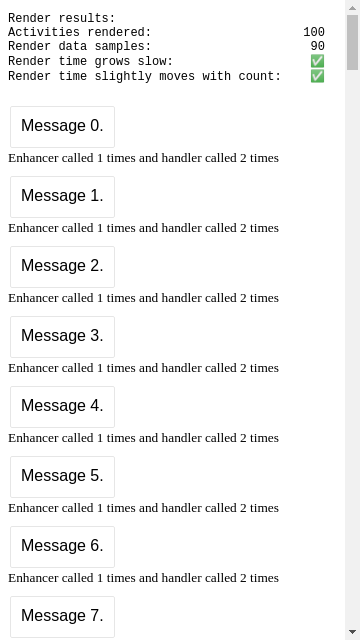 Render results:
Activities rendered: 100
Render data samples: 90
Render time grows slow: ✅
Render time slightly moves with count: ✅
Message 0.
Enhancer called 1 times and handler called 2 times
Message 1.
Enhancer called 1 times and handler called 2 times
Message 2.
Enhancer called 1 times and handler called 2 times
Message 3.
Enhancer called 1 times and handler called 2 times
Message 4.
Enhancer called 1 times and handler called 2 times
Message 5.
Enhancer called 1 times and handler called 2 times
Message 6.
Enhancer called 1 times and handler called 2 times
Message 7.